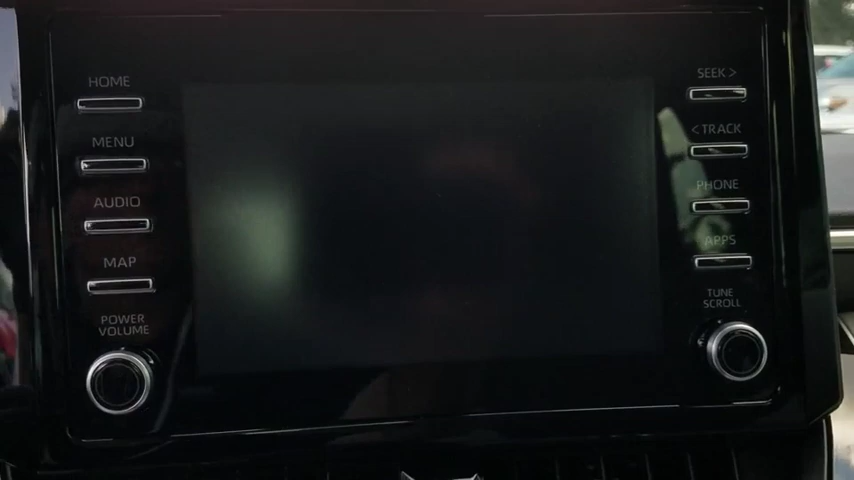 HOME
MENU
AUDIO
MAP
POWER
VOLUME
SEEK >
< TRACK
PHONE
APPS
TUNE
SCROLL